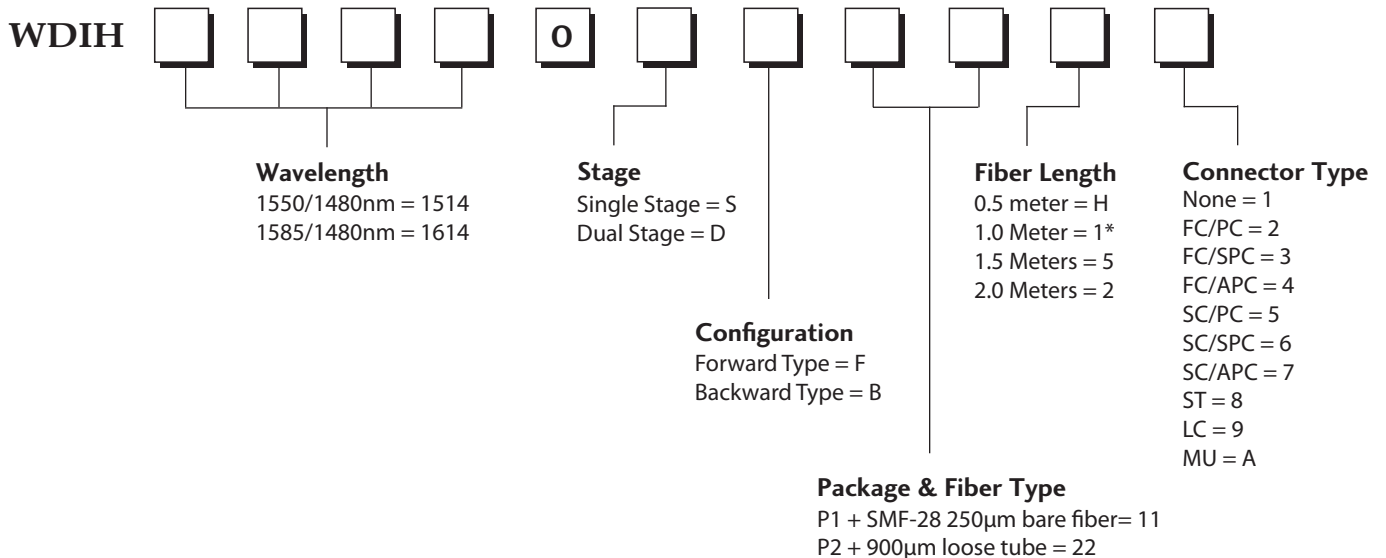 WDIH 0
Wavelength
1550/1480nm = 1514
1585/1480nm = 1614
Stage
Single Stage = S
Dual Stage = D
Configuration
Forward Type = F
Backward Type = B
Package & Fiber Type
P1 + SMF-28 250µm bare fiber= 11
P2 + 900µm loose tube = 22
Fiber Length
0.5 meter = H
1.0 Meter = 1*
1.5 Meters = 5
2.0 Meters = 2
Connector Type
None = 1
FC/PC = 2
FC/SPC = 3
FC/APC = 4
SC/PC = 5
SC/SPC = 6
SC/APC = 7
ST = 8
LC = 9
MU = A